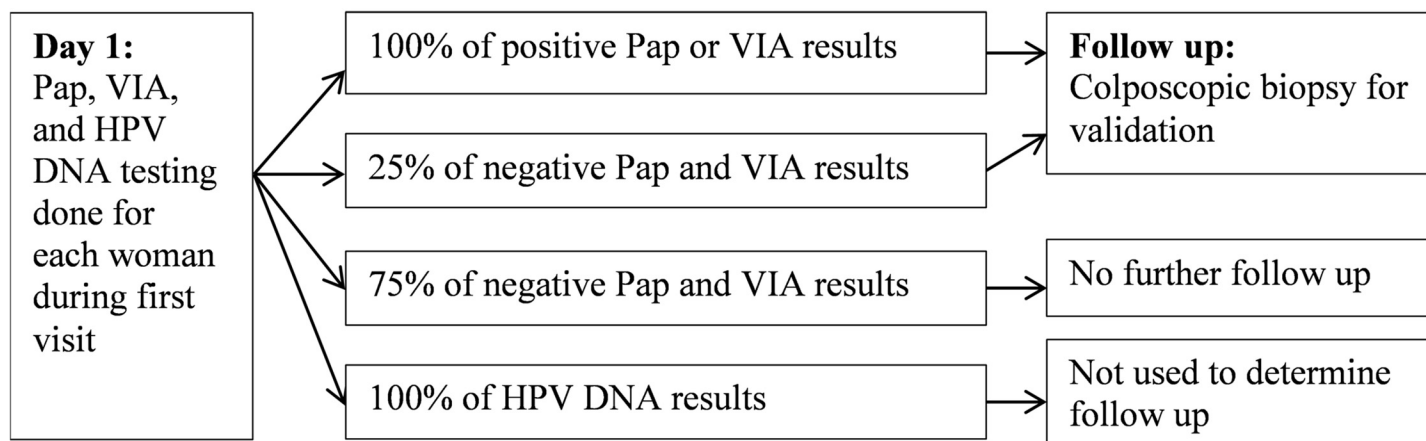 Day 1:
Pap, VIA,
and HPV
DNA testing
done for
each woman
during first
visit
100% of positive Pap or VIA results
25% of negative Pap and VIA results
75% of negative Pap and VIA results
100% of HPV DNA results
Follow up:
Colposcopic biopsy for
validation
No further follow up
Not used to determine
follow up